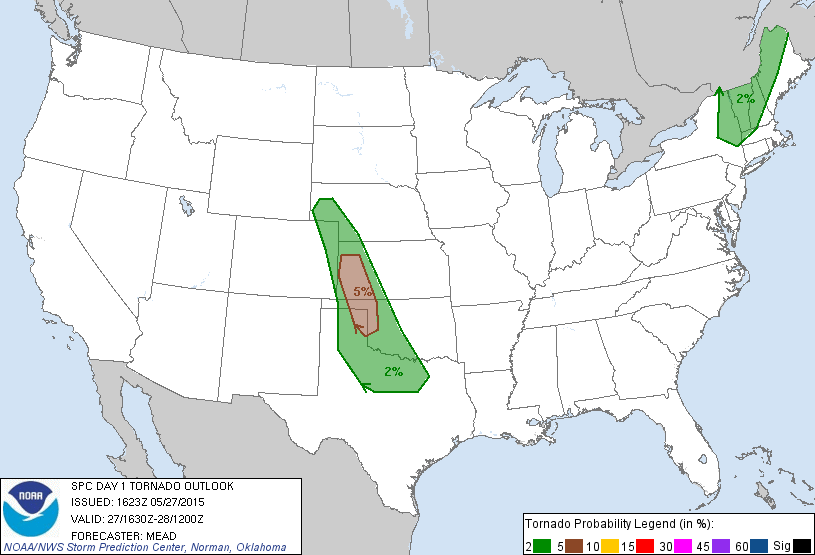 2%
5%
2%
NOAA
SPC DAY 1 TORNADO OUTLOOK
ISSUED: 1623Z 05/27/2015
VALID: 27/1630Z-28/1200Z
FORECASTER: MEAD
NOAA/NWS Storm Prediction Center, Norman, Oklahoma
Tornado Probability Legend (in %):
2 5 10 15 30 45 60 Sig